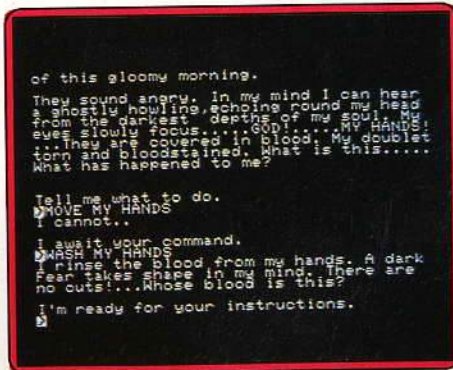 of this gloomy morning.
They sound angry. In my mind I can hear
a ghostly howling,echoing round my head
from the darkest depths of my soul. My
eyes slowly focus.....GOD!.....MY HANDS!
...They are covered in blood. My doublet
torn and bloodstained. What is this.....
What has happened to me?
Tell me what to do.
>MOVE MY HANDS
I cannot..
I await your command.
>WASH MY HANDS
I rinse the blood from my hands. A dark
Fear takes shape in my mind. There are
no cuts!...Whose blood is this?
I'm ready for your instructions.
>